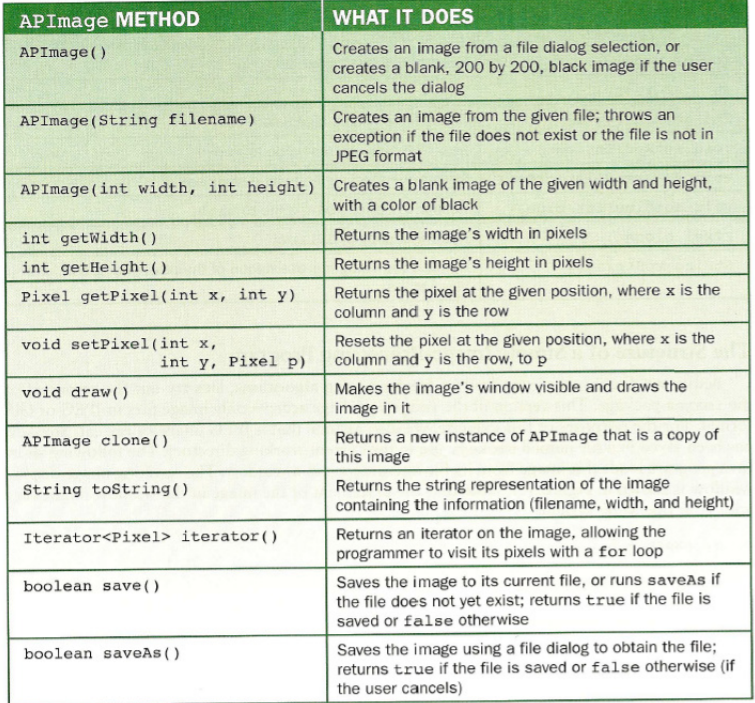 APImage METHOD
WHAT IT DOES
APImage()
Creates an image from a file dialog selection, or
creates a blank, 200 by 200, black image if the user
cancels the dialog
APImage(String filename)
Creates an image from the given file; throws an
exception if the file does not exist or the file is not in
JPEG format
APImage(int width, int height)
Creates a blank image of the given width and height,
with a color of black
int getWidth()
Returns the image's width in pixels
int getHeight()
Returns the image's height in pixels
Pixel getPixel(int x, int y)
Returns the pixel at the given position, where x is the
column and y is the row
void setPixel(int x,
int y, Pixel p)
Resets the pixel at the given position, where x is the
column and y is the row, to p
void draw()
Makes the image's window visible and draws the
image in it
APImage clone()
Returns a new instance of APImage that is a copy of
this image
String toString()
Returns the string representation of the image
containing the information (filename, width, and height)
Iterator<Pixel> iterator()
Returns an iterator on the image, allowing the
programmer to visit its pixels with a for loop
boolean save()
Saves the image to its current file, or runs saveAs if
the file does not yet exist; returns true if the file is
saved or false otherwise
boolean saveAs()
Saves the image using a file dialog to obtain the file;
returns true if the file is saved or false otherwise (if
the user cancels)